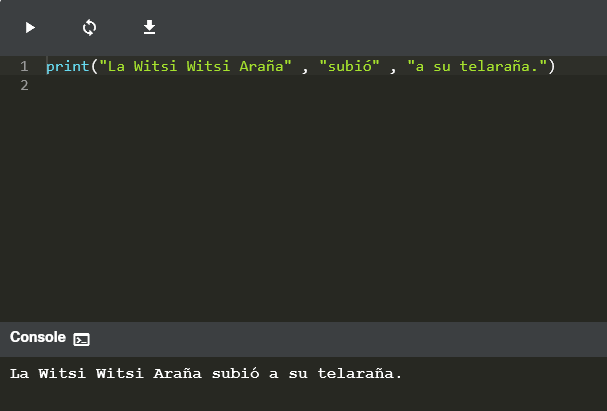 1 print("La Witsi Witsi Araña" , "subió" , "a su telaraña.")
2
Console
La Witsi Witsi Araña subió a su telaraña.